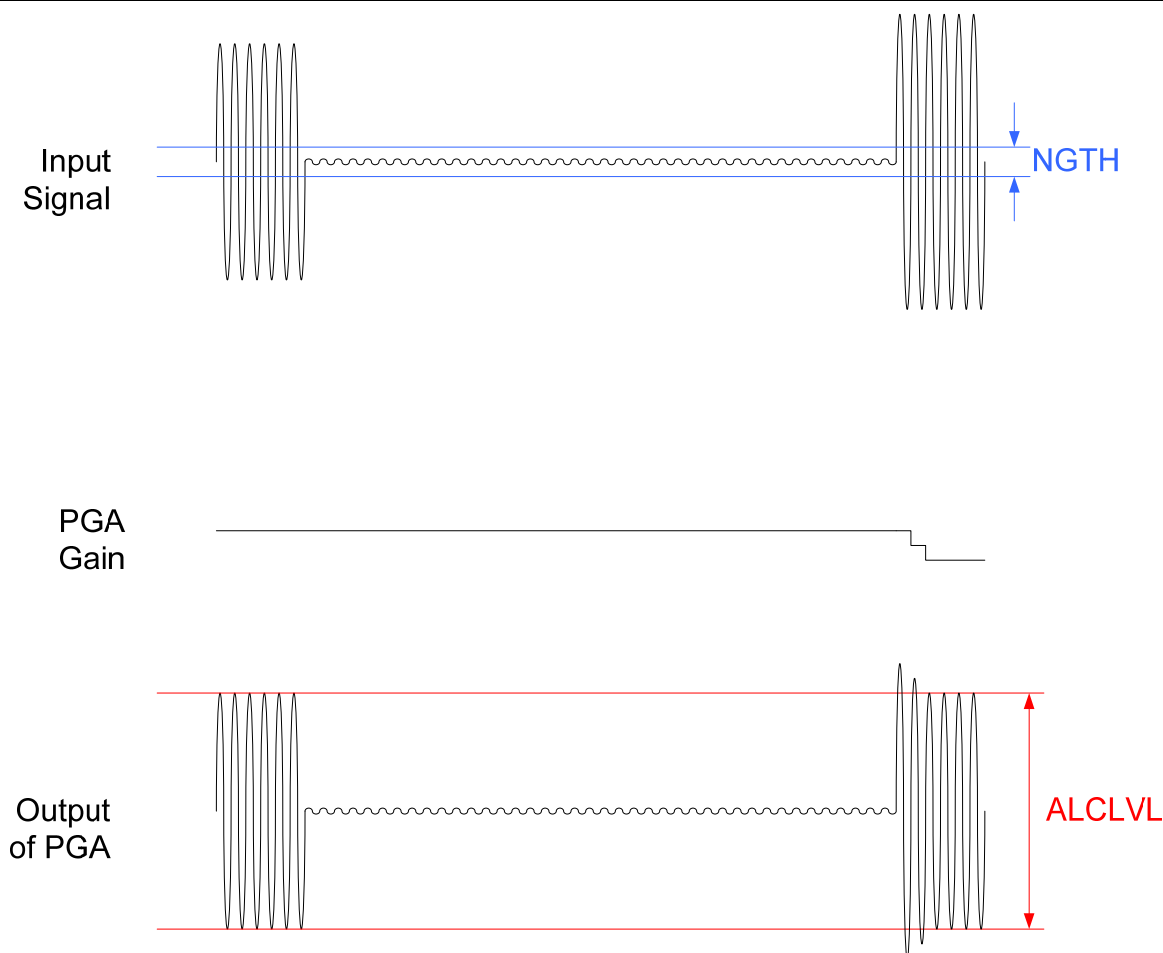 Input
Signal
NGTH
PGA
Gain
Output
of PGA
ALCLVL